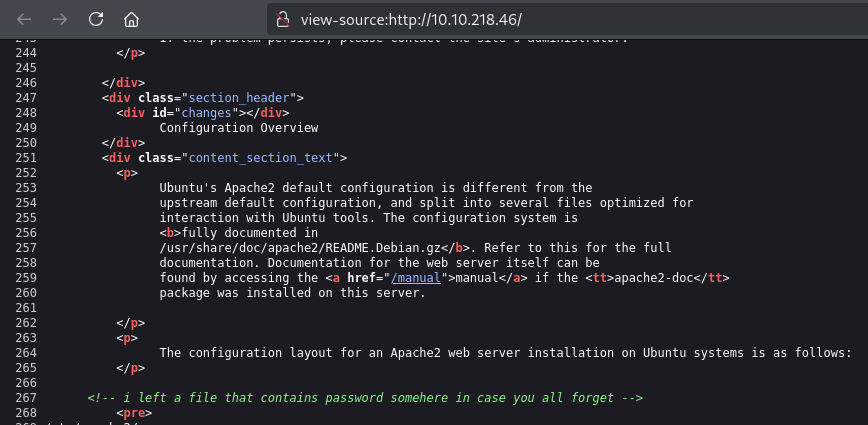 view-source:http://10.10.218.46/
244 </p>
245
246 </div>
247 <div class="section_header">
248 <div id="changes"></div>
249 Configuration Overview
250 </div>
251 <div class="content_section_text">
252 <p>
253 Ubuntu's Apache2 default configuration is different from the
254 upstream default configuration, and split into several files optimized for
255 interaction with Ubuntu tools. The configuration system is
256 <b>fully documented in
257 /usr/share/doc/apache2/README.Debian.gz</b>. Refer to this for the full
258 documentation. Documentation for the web server itself can be
259 found by accessing the <a href="/manual">manual</a> if the <tt>apache2-doc</tt>
260 package was installed on this server.
261
262 </p>
263 <p>
264 The configuration layout for an Apache2 web server installation on Ubuntu systems is as follows:
265 </p>
266
267 <!-- i left a file that contains password somehere in case you all forget -->
268 <pre>